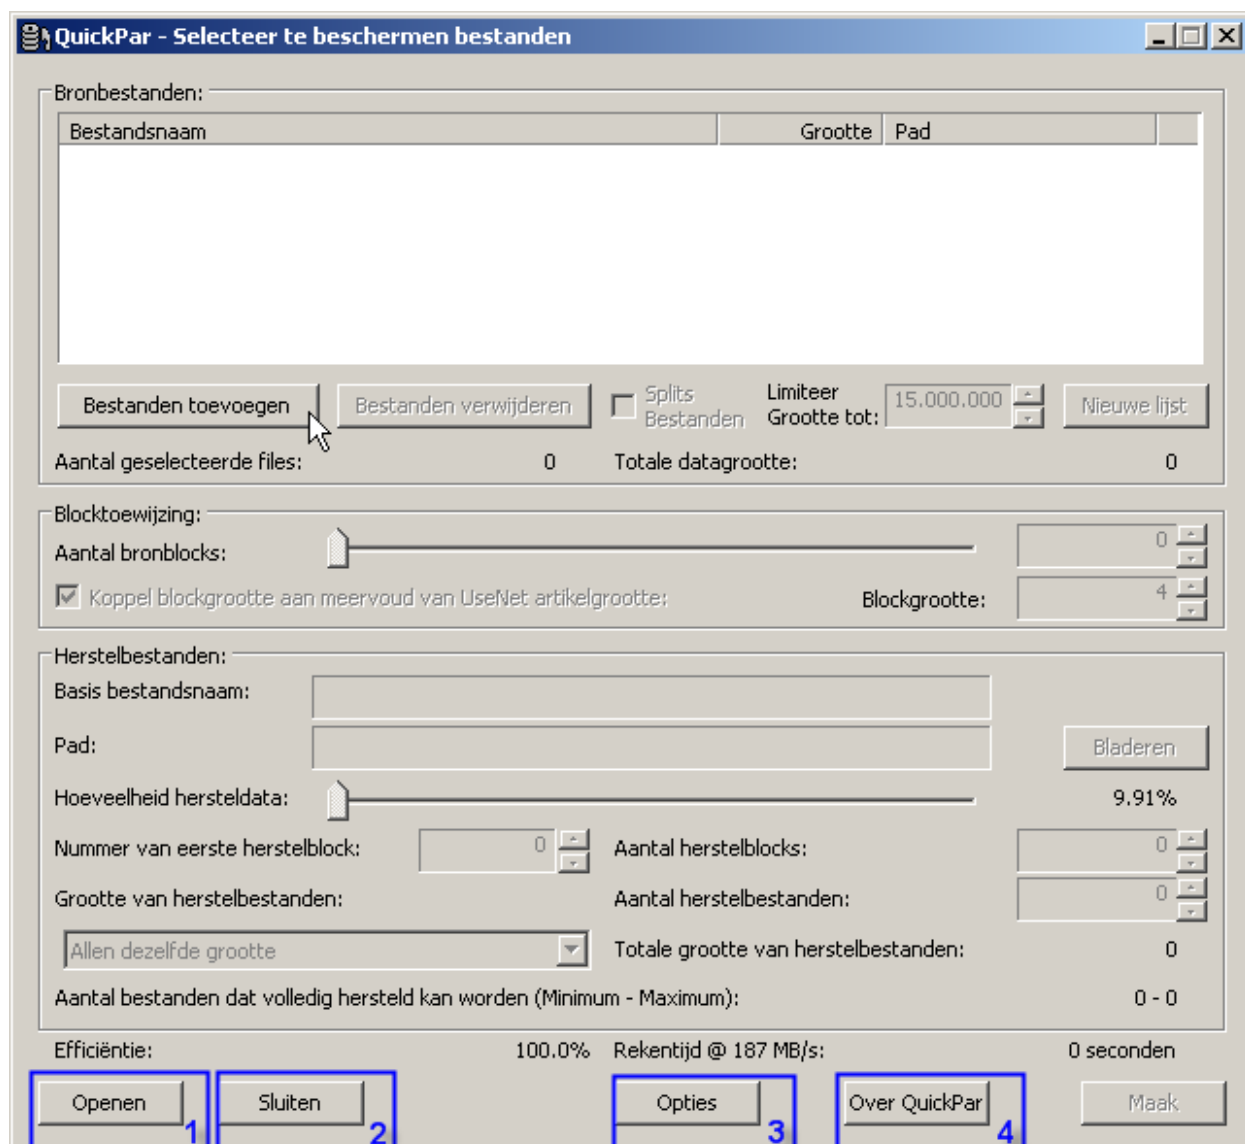 QuickPar - Selecteer te beschermen bestanden
Bronbestanden:
Bestandsnaam Grootte Pad
Bestanden toevoegen Bestanden verwijderen Splits Bestanden Limiteer Grootte tot: 15.000.000 Nieuwe lijst
Aantal geselecteerde files: 0 Totale datagrootte: 0
Blocktoewijzing:
Aantal bronblocks: 0
Koppel blockgrootte aan meervoud van UseNet artikelgrootte: Blockgrootte: 4
Herstelbestanden:
Basis bestandsnaam:
Pad: Bladeren
Hoeveelheid hersteldata: 9.91%
Nummer van eerste herstelblock: 0 Aantal herstelblocks: 0
Grootte van herstelbestanden: Aantal herstelbestanden: 0
Allen dezelfde grootte Totale grootte van herstelbestanden: 0
Aantal bestanden dat volledig hersteld kan worden (Minimum - Maximum): 0 - 0
Efficiëntie: 100.0% Rekentijd @ 187 MB/s: 0 seconden
Openen 1 Sluiten 2 Opties 3 Over QuickPar 4 Maak